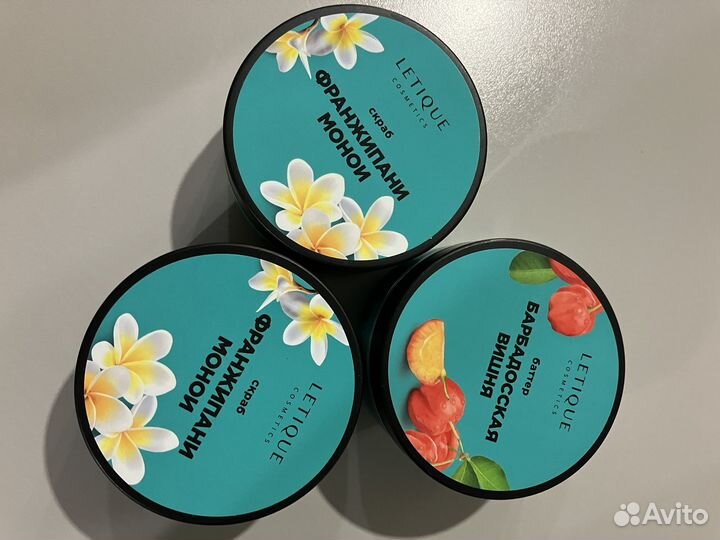 LETIQUE
COSMETICS
скраб
ФРАНЖИПАНИ
МОНОИ
LETIQUE
COSMETICS
скраб
ФРАНЖИПАНИ
МОНОИ
LETIQUE
COSMETICS
баттер
БАРБАДОССКАЯ
ВИШНЯ
Avito